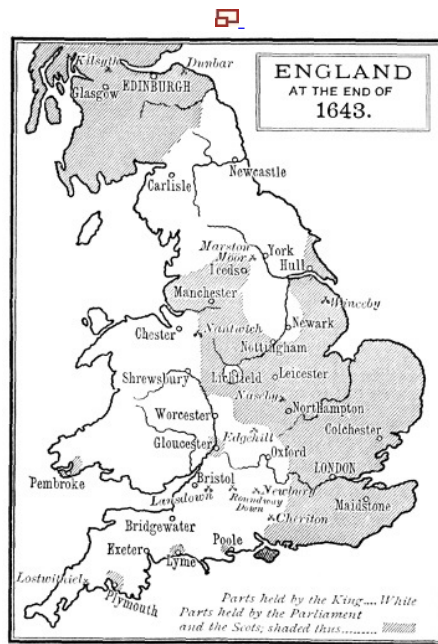 ENGLAND
AT THE END OF
1643.
Kilsyth
Dunbar
EDINBURGH
Glasgow
Newcastle
Carlisle
Marston
Moor
York
Leeds
Hull
Manchester
Winceby
Chester
Nantwich
Newark
Nottingham
Shrewsbury
Lichfield
Leicester
Naseby
Northampton
Worcester
Edgehill
Colchester
Gloucester
Oxford
Pembroke
Bristol
LONDON
Lansdown
Roundway
Down
Newbury
Maidstone
Cheriton
Bridgewater
Exeter
Lyme
Poole
Lostwithiel
Plymouth
Parts held by the King.... White
Parts held by the Parliament
and the Scots; shaded thus........